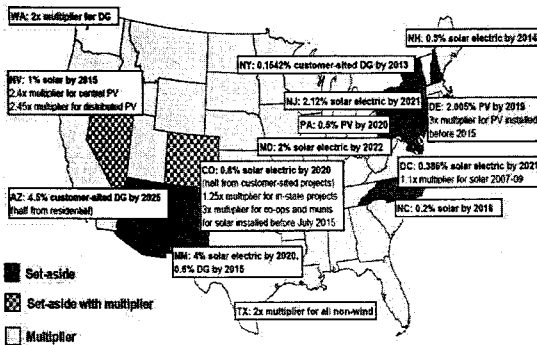 WA: 2x multiplier for DG
NH: 0.3% solar electric by 2014
NY: 0.1542% customer-sited DG by 2013
NV: 1% solar by 2015
2.4x multiplier for central PV
2.45x multiplier for distributed PV
NJ: 2.12% solar electric by 2021
DE: 2.005% PV by 2019
3x multiplier for PV installed
before 2015
PA: 0.5% PV by 2020
MD: 2% solar electric by 2022
CO: 0.8% solar electric by 2020
(half from customer-sited projects)
1.25x multiplier for in-state projects
3x multiplier for co-ops and munis
for solar installed before July 2015
DC: 0.386% solar electric by 2021
1.1x multiplier for solar 2007-09
AZ: 4.5% customer-sited DG by 2025
(half from residential)
NC: 0.2% solar by 2018
NM: 4% solar electric by 2020,
0.6% DG by 2015
Set-aside
Set-aside with multiplier
Multiplier
TX: 2x multiplier for all non-wind